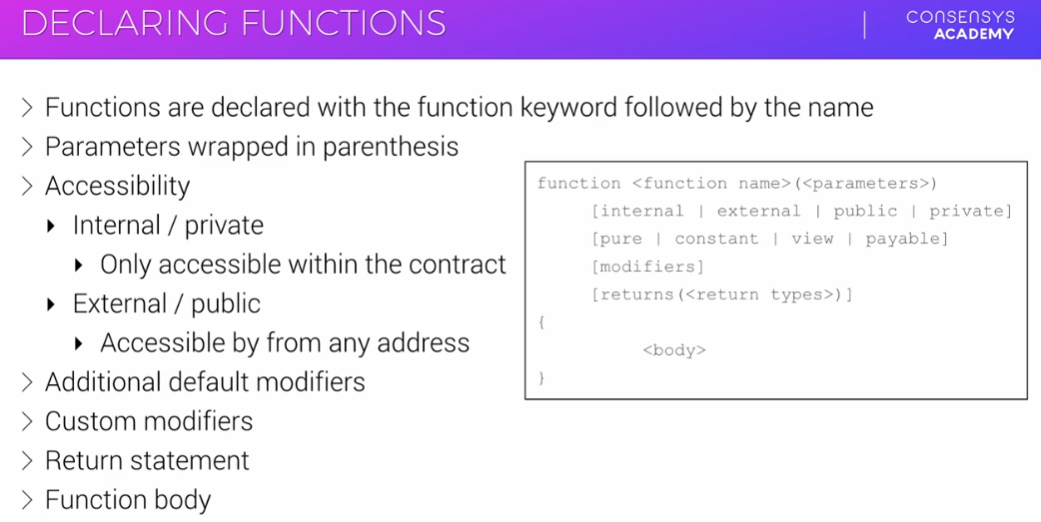 DECLARING FUNCTIONS
CONSENSYS
ACADEMY
> Functions are declared with the function keyword followed by the name
> Parameters wrapped in parenthesis
> Accessibility
▸ Internal / private
▸ Only accessible within the contract
▸ External / public
▸ Accessible by from any address
> Additional default modifiers
> Custom modifiers
> Return statement
> Function body
function <function name>(<parameters>)
[internal | external | public | private]
[pure | constant | view | payable]
[modifiers]
[returns(<return types>)]
{
<body>
}